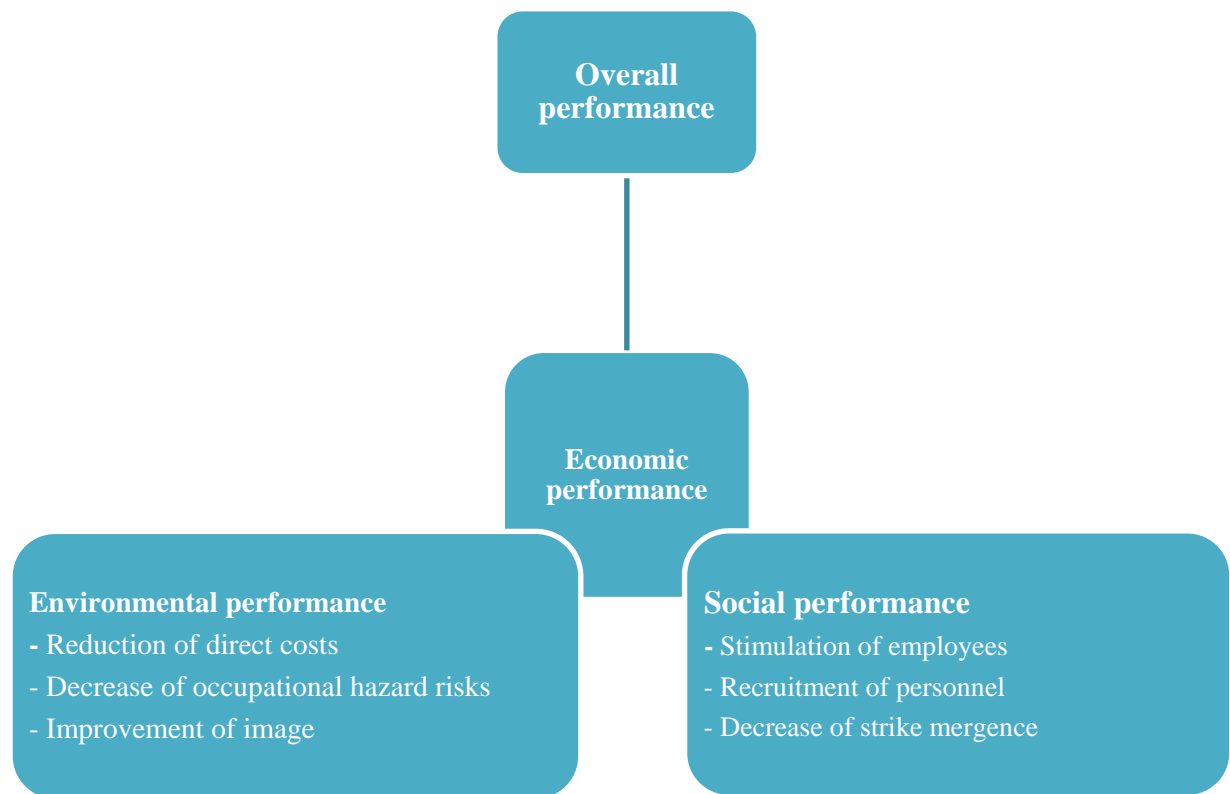 Overall
performance
Economic
performance
Environmental performance
- Reduction of direct costs
- Decrease of occupational hazard risks
- Improvement of image
Social performance
- Stimulation of employees
- Recruitment of personnel
- Decrease of strike mergence